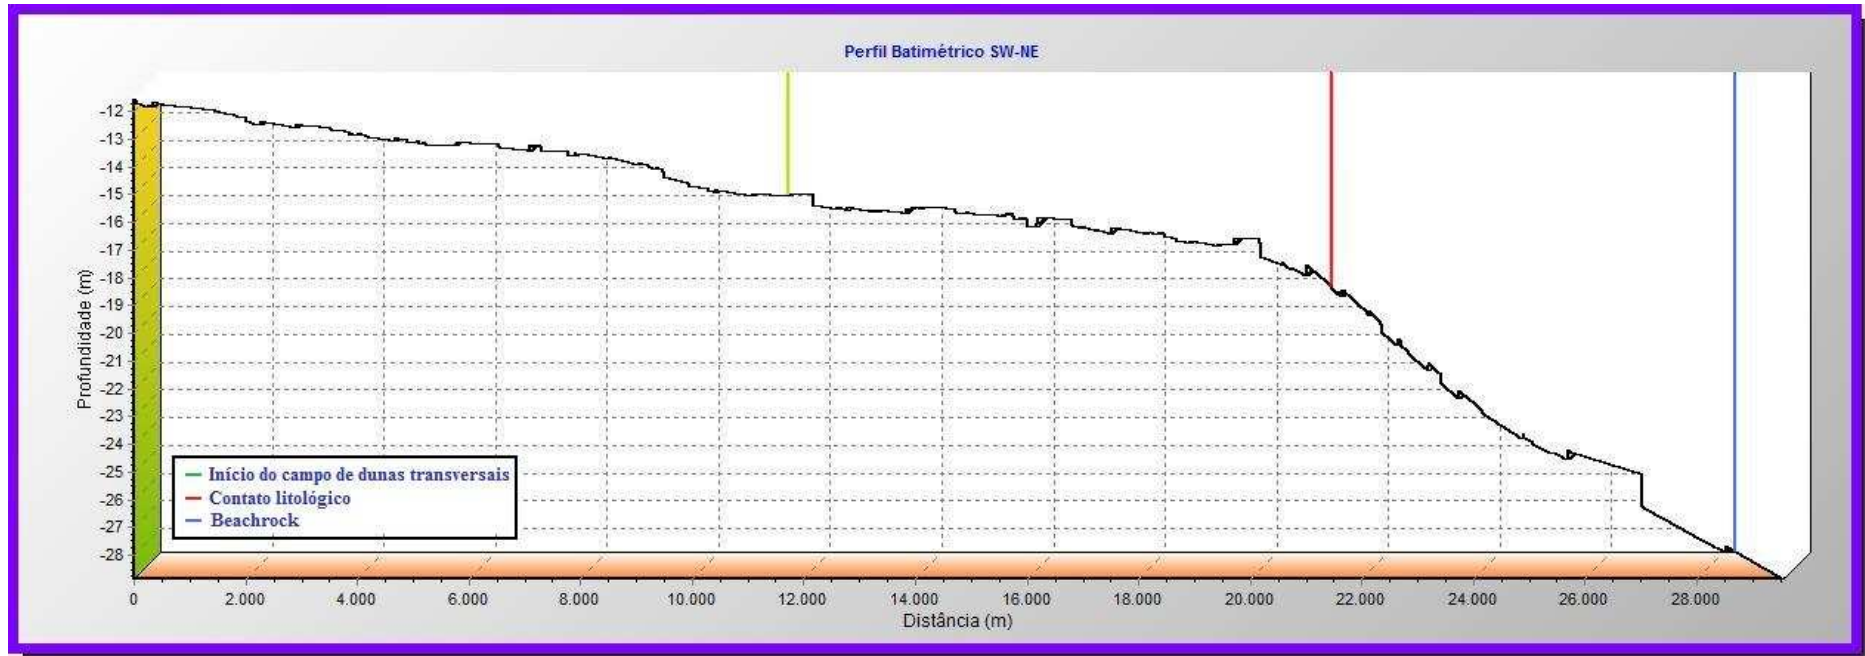 Perfil Batimétrico SW-NE
-12
-13
-14
-15
-16
-17
-18
-19
-20
-21
-22
-23
-24
-25
-26
-27
-28
Profundidade (m)
Início do campo de dunas transversais
Contato litológico
Beachrock
0 2.000 4.000 6.000 8.000 10.000 12.000 14.000 16.000 18.000 20.000 22.000 24.000 26.000 28.000
Distância (m)